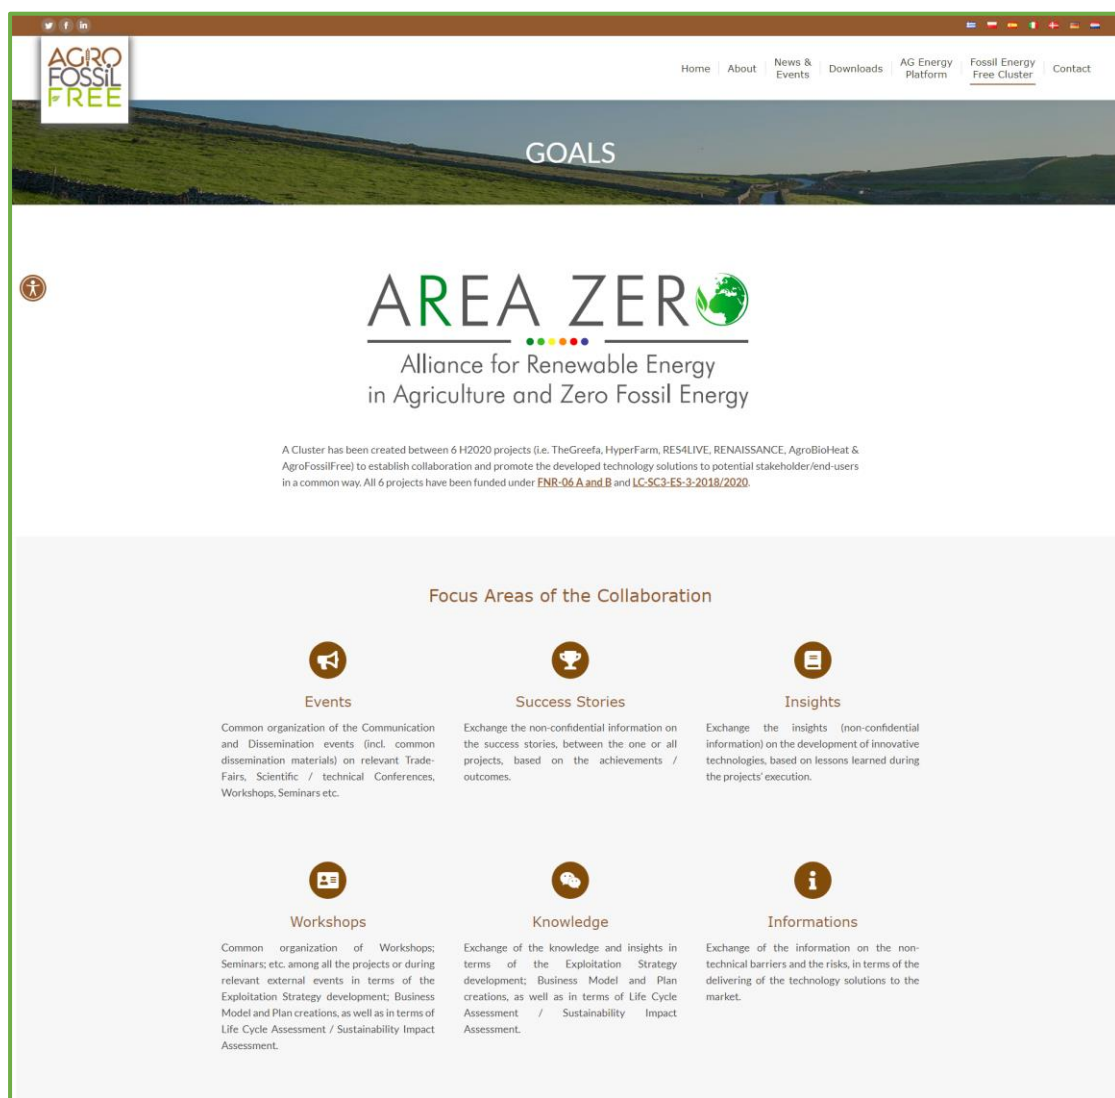 AGRO
FOSSIL
FREE
Home
About
News &
Events
Downloads
AG Energy
Platform
Fossil Energy
Free Cluster
Contact
GOALS
AREA ZERO
Alliance for Renewable Energy
in Agriculture and Zero Fossil Energy
A Cluster has been created between 6 H2020 projects (i.e. TheGreefa, HyperFarm, RES4LIVE, RENAISSANCE, AgroBioHeat &
AgroFossilFree) to establish collaboration and promote the developed technology solutions to potential stakeholder/end-users
in a common way. All 6 projects have been funded under FNR-06 A and B and LC-SC3-ES-3-2018/2020.
Focus Areas of the Collaboration
Events
Common organization of the Communication
and Dissemination events (incl. common
dissemination materials) on relevant Trade-
Fairs, Scientific / technical Conferences,
Workshops, Seminars etc.
Success Stories
Exchange the non-confidential information on
the success stories, between the one or all
projects, based on the achievements /
outcomes.
Insights
Exchange the insights (non-confidential
information) on the development of innovative
technologies, based on lessons learned during
the projects' execution.
Workshops
Common organization of Workshops;
Seminars; etc. among all the projects or during
relevant external events in terms of the
Exploitation Strategy development; Business
Model and Plan creations, as well as in terms of
Life Cycle Assessment / Sustainability Impact
Assessment.
Knowledge
Exchange of the knowledge and insights in
terms of the Exploitation Strategy
development; Business Model and Plan
creations, as well as in terms of Life Cycle
Assessment / Sustainability Impact
Assessment.
Informations
Exchange of the information on the non-
technical barriers and the risks, in terms of the
delivering of the technology solutions to the
market.